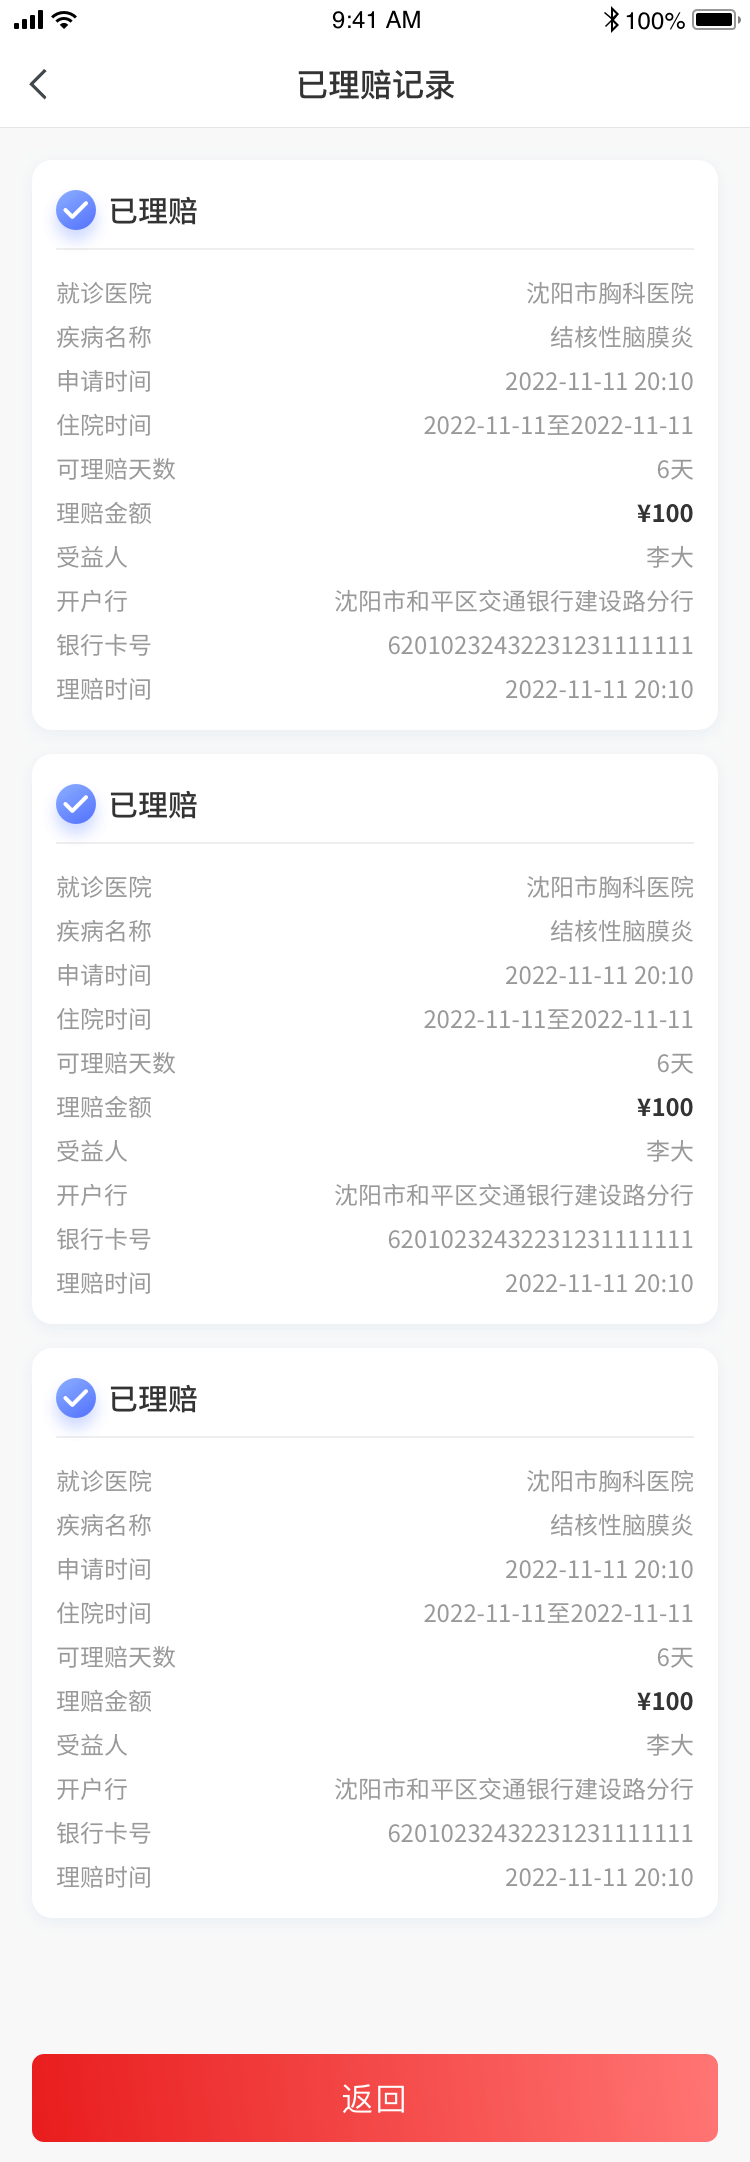 9:41 AM 100%
已理赔记录
已理赔
就诊医院 沈阳市胸科医院
疾病名称 结核性脑膜炎
申请时间 2022-11-11 20:10
住院时间 2022-11-11至2022-11-11
可理赔天数 6天
理赔金额 ¥100
受益人 李大
开户行 沈阳市和平区交通银行建设路分行
银行卡号 62010232432231231111111
理赔时间 2022-11-11 20:10
已理赔
就诊医院 沈阳市胸科医院
疾病名称 结核性脑膜炎
申请时间 2022-11-11 20:10
住院时间 2022-11-11至2022-11-11
可理赔天数 6天
理赔金额 ¥100
受益人 李大
开户行 沈阳市和平区交通银行建设路分行
银行卡号 62010232432231231111111
理赔时间 2022-11-11 20:10
已理赔
就诊医院 沈阳市胸科医院
疾病名称 结核性脑膜炎
申请时间 2022-11-11 20:10
住院时间 2022-11-11至2022-11-11
可理赔天数 6天
理赔金额 ¥100
受益人 李大
开户行 沈阳市和平区交通银行建设路分行
银行卡号 62010232432231231111111
理赔时间 2022-11-11 20:10
返回